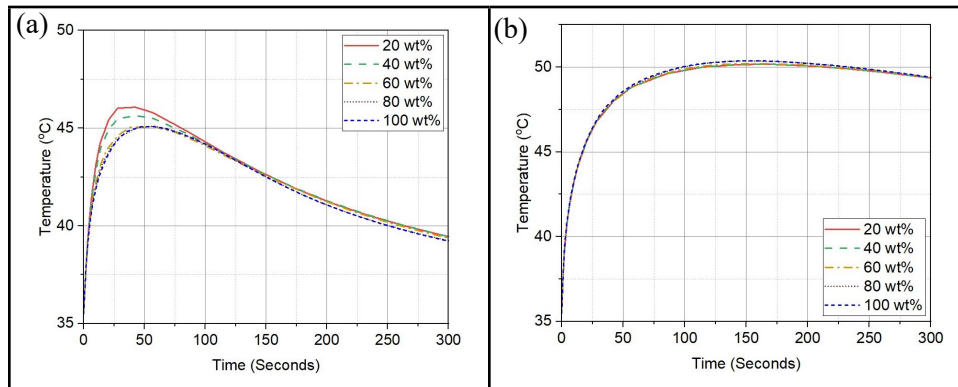 (a)
50
45
40
35
Temperature (°C)
20 wt%
40 wt%
60 wt%
80 wt%
100 wt%
0 50 100 150 200 250 300
Time (Seconds)
(b)
50
45
50
35
Temperature (°C)
20 wt%
40 wt%
60 wt%
80 wt%
100 wt%
0 50 100 150 200 250 300
Time (Seconds)